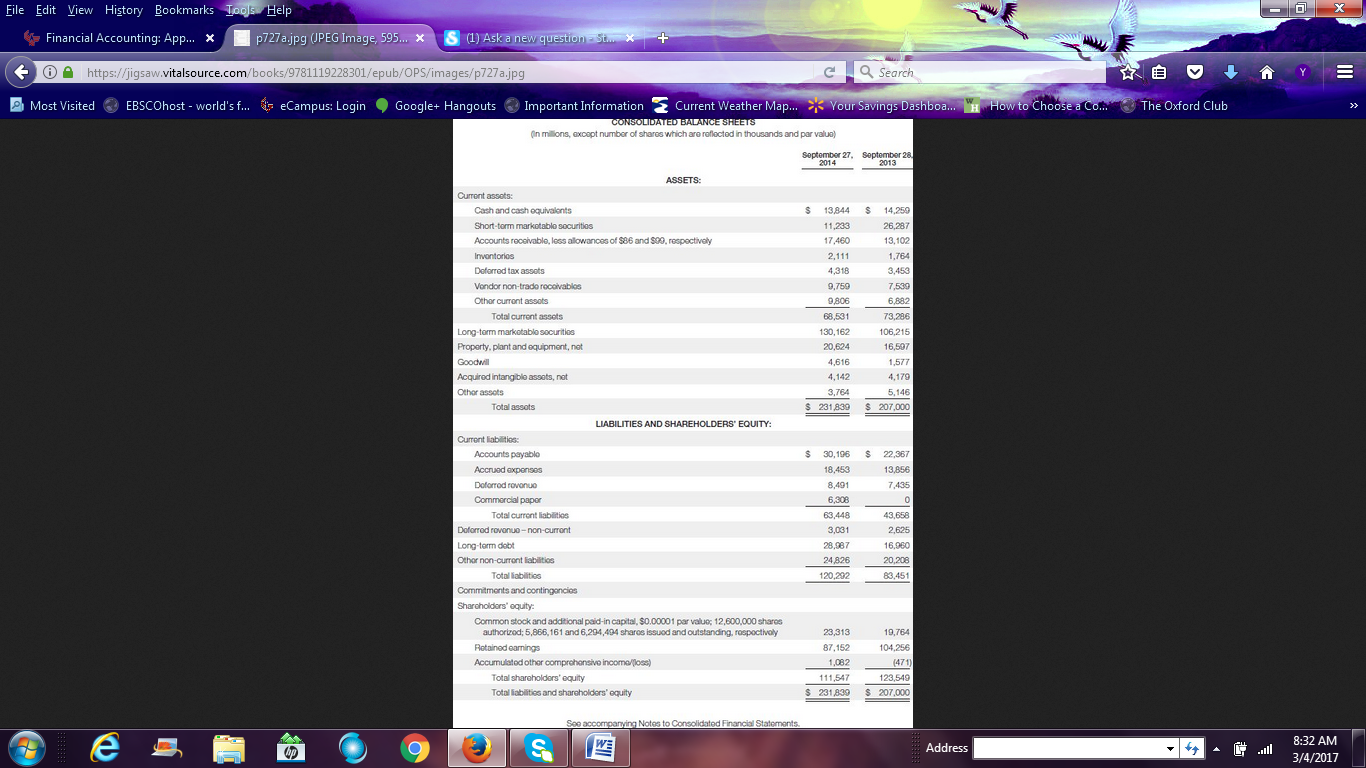 File Edit View History Bookmarks Tools Help
Financial Accounting: App... × p727a.jpg (JPEG Image, 595... × (1) Ask a new question - St... × +
https://jigsaw.vitalsource.com/books/9781119228301/epub/OPS/images/p727a.jpg Search Y
Most Visited EBSCOhost - world's f... eCampus: Login Google+ Hangouts Important Information Current Weather Map... Your Savings Dashboa... How to Choose a Co... The Oxford Club »
CONSOLIDATED BALANCE SHEETS
(In millions, except number of shares which are reflected in thousands and par value)
September 27, 2014 September 28, 2013
ASSETS:
Current assets:
Cash and cash equivalents $ 13,844 $ 14,259
Short-term marketable securities 11,233 26,287
Accounts receivable, less allowances of $86 and $99, respectively 17,460 13,102
Inventories 2,111 1,764
Deferred tax assets 4,318 3,453
Vendor non-trade receivables 9,759 7,539
Other current assets 9,806 6,882
Total current assets 68,531 73,286
Long-term marketable securities 130,162 106,215
Property, plant and equipment, net 20,624 16,597
Goodwill 4,616 1,577
Acquired intangible assets, net 4,142 4,179
Other assets 3,764 5,146
Total assets $ 231,839 $ 207,000
LIABILITIES AND SHAREHOLDERS' EQUITY:
Current liabilities:
Accounts payable $ 30,196 $ 22,367
Accrued expenses 18,453 13,856
Deferred revenue 8,491 7,435
Commercial paper 6,308 0
Total current liabilities 63,448 43,658
Deferred revenue – non-current 3,031 2,625
Long-term debt 28,987 16,960
Other non-current liabilities 24,826 20,208
Total liabilities 120,292 83,451
Commitments and contingencies
Shareholders' equity:
Common stock and additional paid-in capital, $0.00001 par value; 12,600,000 shares
authorized; 5,866,161 and 6,294,494 shares issued and outstanding, respectively 23,313 19,764
Retained earnings 87,152 104,256
Accumulated other comprehensive income/(loss) 1,082 (471)
Total shareholders' equity 111,547 123,549
Total liabilities and shareholders' equity $ 231,839 $ 207,000
See accompanying Notes to Consolidated Financial Statements.
Address
8:32 AM
3/4/2017